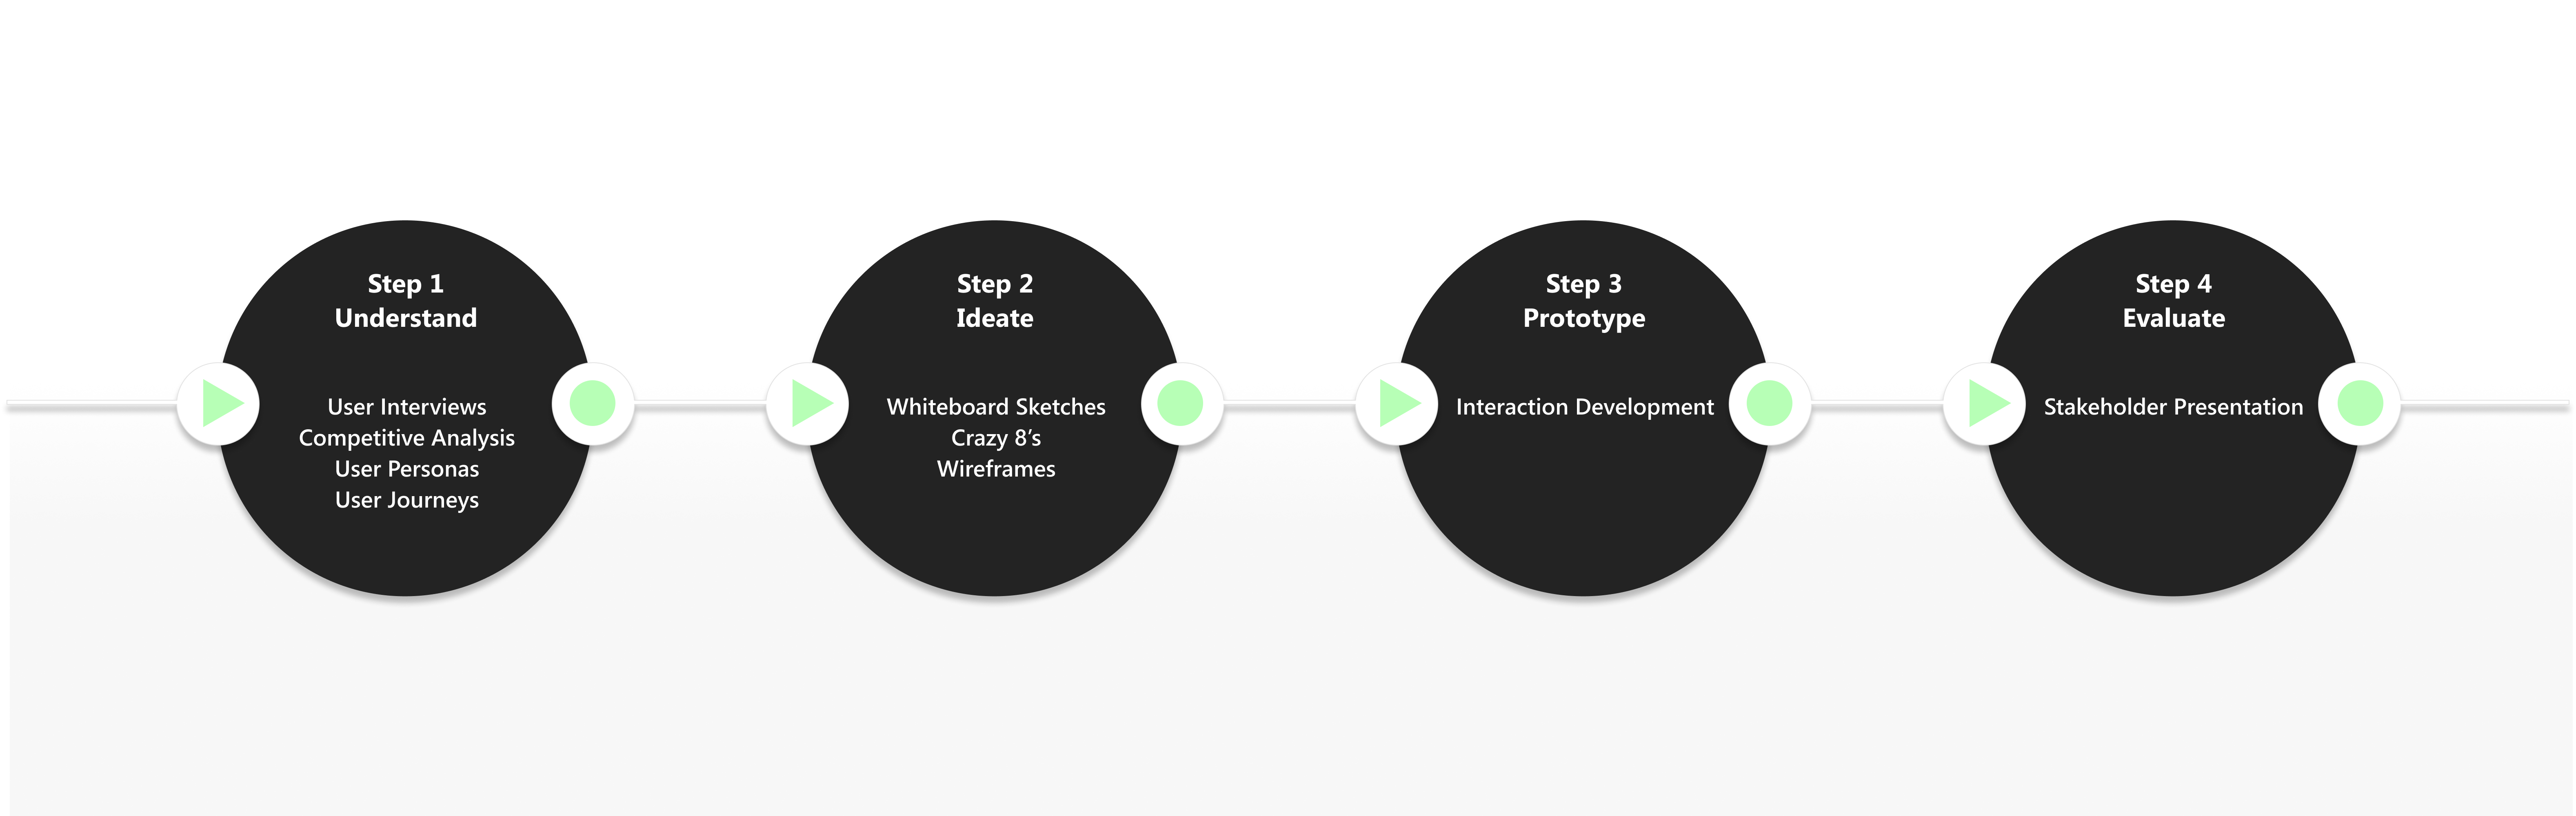 Step 1
Understand
User Interviews
Competitive Analysis
User Personas
User Journeys
Step 2
Ideate
Whiteboard Sketches
Crazy 8’s
Wireframes
Step 3
Prototype
Interaction Development
Step 4
Evaluate
Stakeholder Presentation